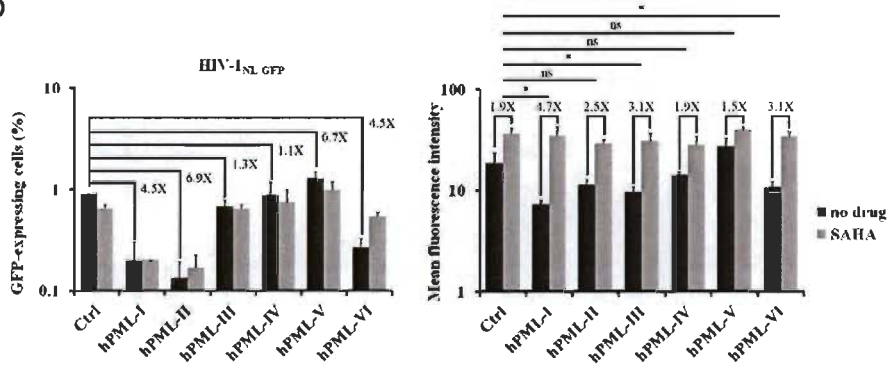 HIV-1NL GFP
GFP-expressing cells (%)
10
1
0.1
4.5X
6.9X
1.3X
1.1X
0.7X
4.5X
Ctrl
hPML-I
hPML-II
hPML-III
hPML-IV
hPML-V
hPML-VI
*
ns
ns
*
ns
*
Mean fluorescence intensity
100
10
1
1.9X
4.7X
2.5X
3.1X
1.9X
1.5X
3.1X
Ctrl
hPML-I
hPML-II
hPML-III
hPML-IV
hPML-V
hPML-VI
no drug
SAHA